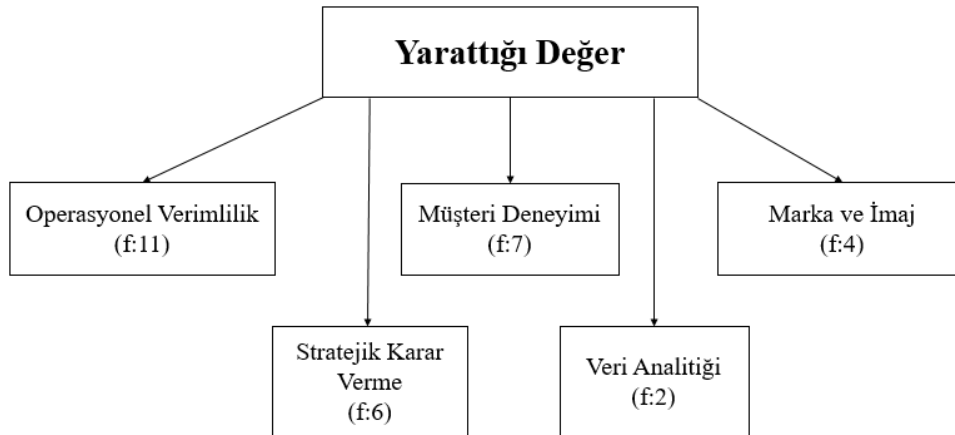 Yarattığı Değer
Operasyonel Verimlilik
(f:11)
Müşteri Deneyimi
(f:7)
Marka ve İmaj
(f:4)
Stratejik Karar
Verme
(f:6)
Veri Analitiği
(f:2)